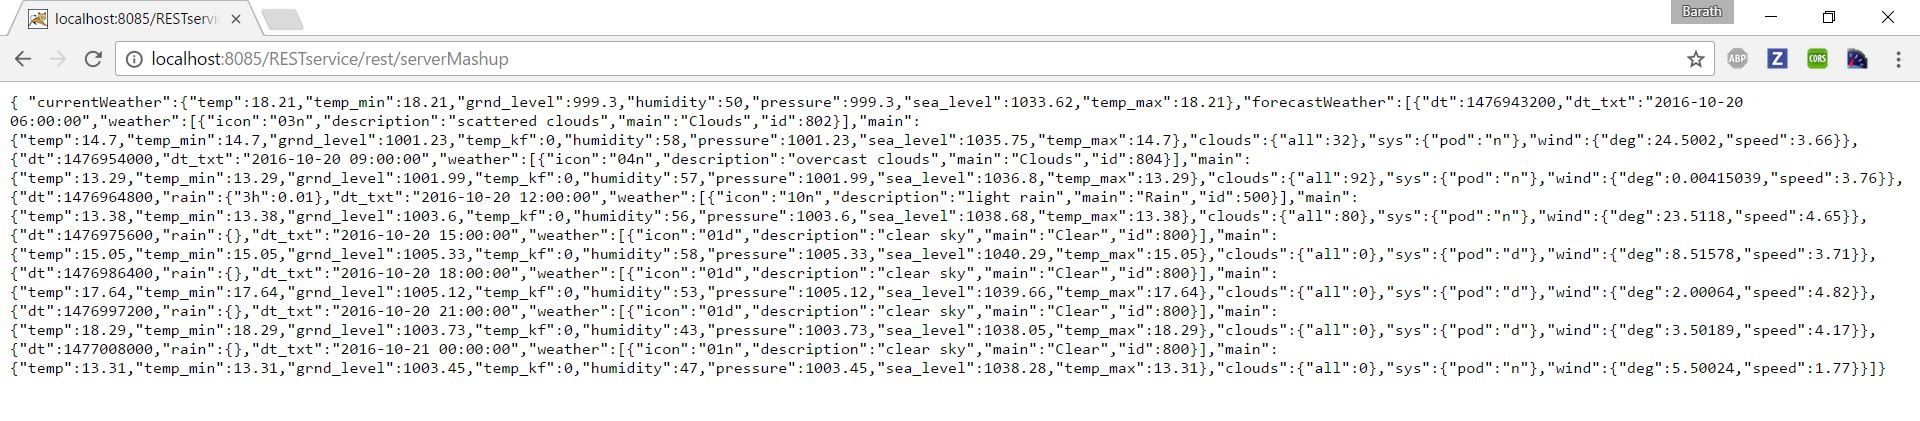 localhost:8085/RESTservi
Barath
localhost:8085/RESTservice/rest/serverMashup
ABP
Z
CORS
{ "currentWeather":{"temp":18.21,"temp_min":18.21,"grnd_level":999.3,"humidity":50,"pressure":999.3,"sea_level":1033.62,"temp_max":18.21},"forecastWeather":[{"dt":1476943200,"dt_txt":"2016-10-20
06:00:00","weather":[{"icon":"03n","description":"scattered clouds","main":"Clouds","id":802}],"main":
{"temp":14.7,"temp_min":14.7,"grnd_level":1001.23,"temp_kf":0,"humidity":58,"pressure":1001.23,"sea_level":1035.75,"temp_max":14.7},"clouds":{"all":32},"sys":{"pod":"n"},"wind":{"deg":24.5002,"speed":3.66}},
{"dt":1476954000,"dt_txt":"2016-10-20 09:00:00","weather":[{"icon":"04n","description":"overcast clouds","main":"Clouds","id":804}],"main":
{"temp":13.29,"temp_min":13.29,"grnd_level":1001.99,"temp_kf":0,"humidity":57,"pressure":1001.99,"sea_level":1036.8,"temp_max":13.29},"clouds":{"all":92},"sys":{"pod":"n"},"wind":{"deg":0.00415039,"speed":3.76}},
{"dt":1476964800,"rain":{"3h":0.01},"dt_txt":"2016-10-20 12:00:00","weather":[{"icon":"10n","description":"light rain","main":"Rain","id":500}],"main":
{"temp":13.38,"temp_min":13.38,"grnd_level":1003.6,"temp_kf":0,"humidity":56,"pressure":1003.6,"sea_level":1038.68,"temp_max":13.38},"clouds":{"all":80},"sys":{"pod":"n"},"wind":{"deg":23.5118,"speed":4.65}},
{"dt":1476975600,"rain":{},"dt_txt":"2016-10-20 15:00:00","weather":[{"icon":"01d","description":"clear sky","main":"Clear","id":800}],"main":
{"temp":15.05,"temp_min":15.05,"grnd_level":1005.33,"temp_kf":0,"humidity":58,"pressure":1005.33,"sea_level":1040.29,"temp_max":15.05},"clouds":{"all":0},"sys":{"pod":"d"},"wind":{"deg":8.51578,"speed":3.71}},
{"dt":1476986400,"rain":{},"dt_txt":"2016-10-20 18:00:00","weather":[{"icon":"01d","description":"clear sky","main":"Clear","id":800}],"main":
{"temp":17.64,"temp_min":17.64,"grnd_level":1005.12,"temp_kf":0,"humidity":53,"pressure":1005.12,"sea_level":1039.66,"temp_max":17.64},"clouds":{"all":0},"sys":{"pod":"d"},"wind":{"deg":2.00064,"speed":4.82}},
{"dt":1476997200,"rain":{},"dt_txt":"2016-10-20 21:00:00","weather":[{"icon":"01d","description":"clear sky","main":"Clear","id":800}],"main":
{"temp":18.29,"temp_min":18.29,"grnd_level":1003.73,"temp_kf":0,"humidity":43,"pressure":1003.73,"sea_level":1038.05,"temp_max":18.29},"clouds":{"all":0},"sys":{"pod":"d"},"wind":{"deg":3.50189,"speed":4.17}},
{"dt":1477008000,"rain":{},"dt_txt":"2016-10-21 00:00:00","weather":[{"icon":"01n","description":"clear sky","main":"Clear","id":800}],"main":
{"temp":13.31,"temp_min":13.31,"grnd_level":1003.45,"temp_kf":0,"humidity":47,"pressure":1003.45,"sea_level":1038.28,"temp_max":13.31},"clouds":{"all":0},"sys":{"pod":"n"},"wind":{"deg":5.50024,"speed":1.77}}]}